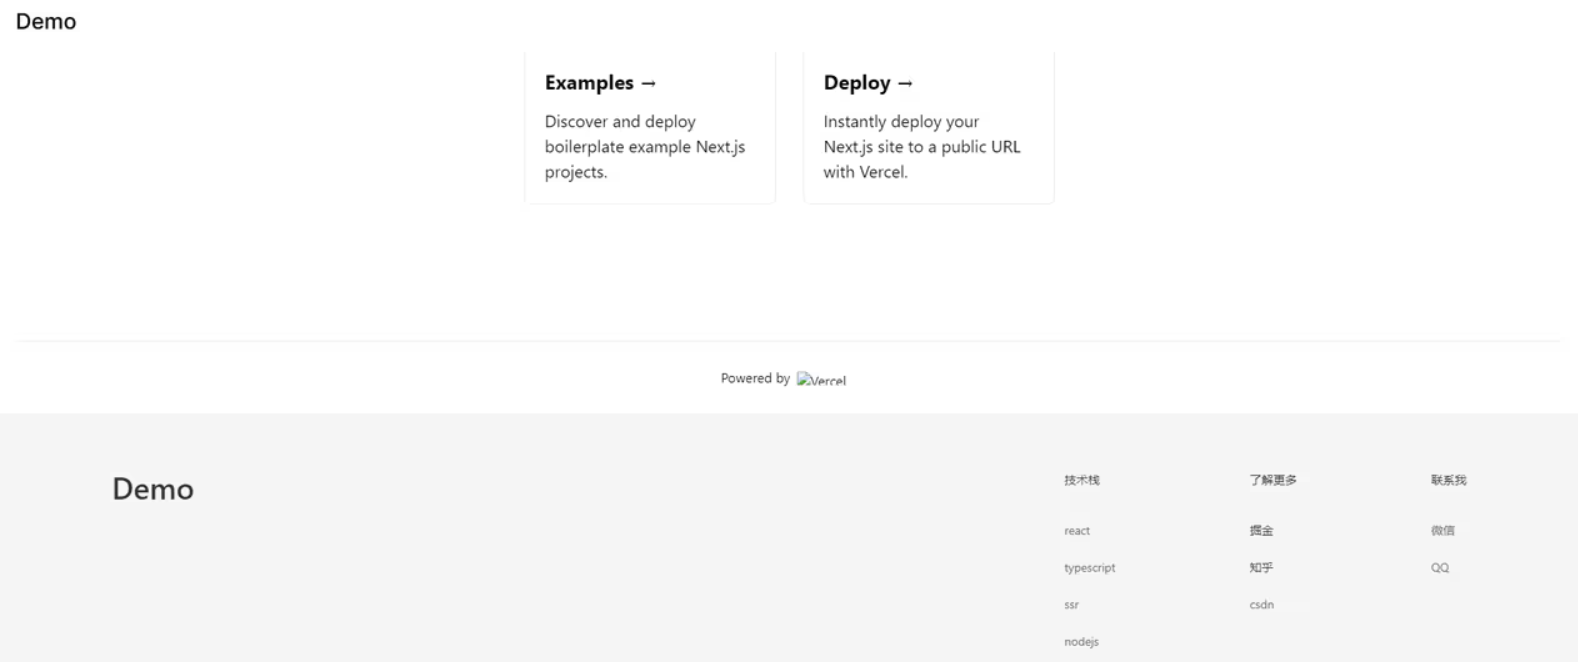 Demo
Examples →
Discover and deploy
boilerplate example Next.js
projects.
Deploy →
Instantly deploy your
Next.js site to a public URL
with Vercel.
Powered by Vercel
Demo
技术栈
react
typescript
ssr
nodejs
了解更多
掘金
知乎
csdn
联系我
微信
QQ